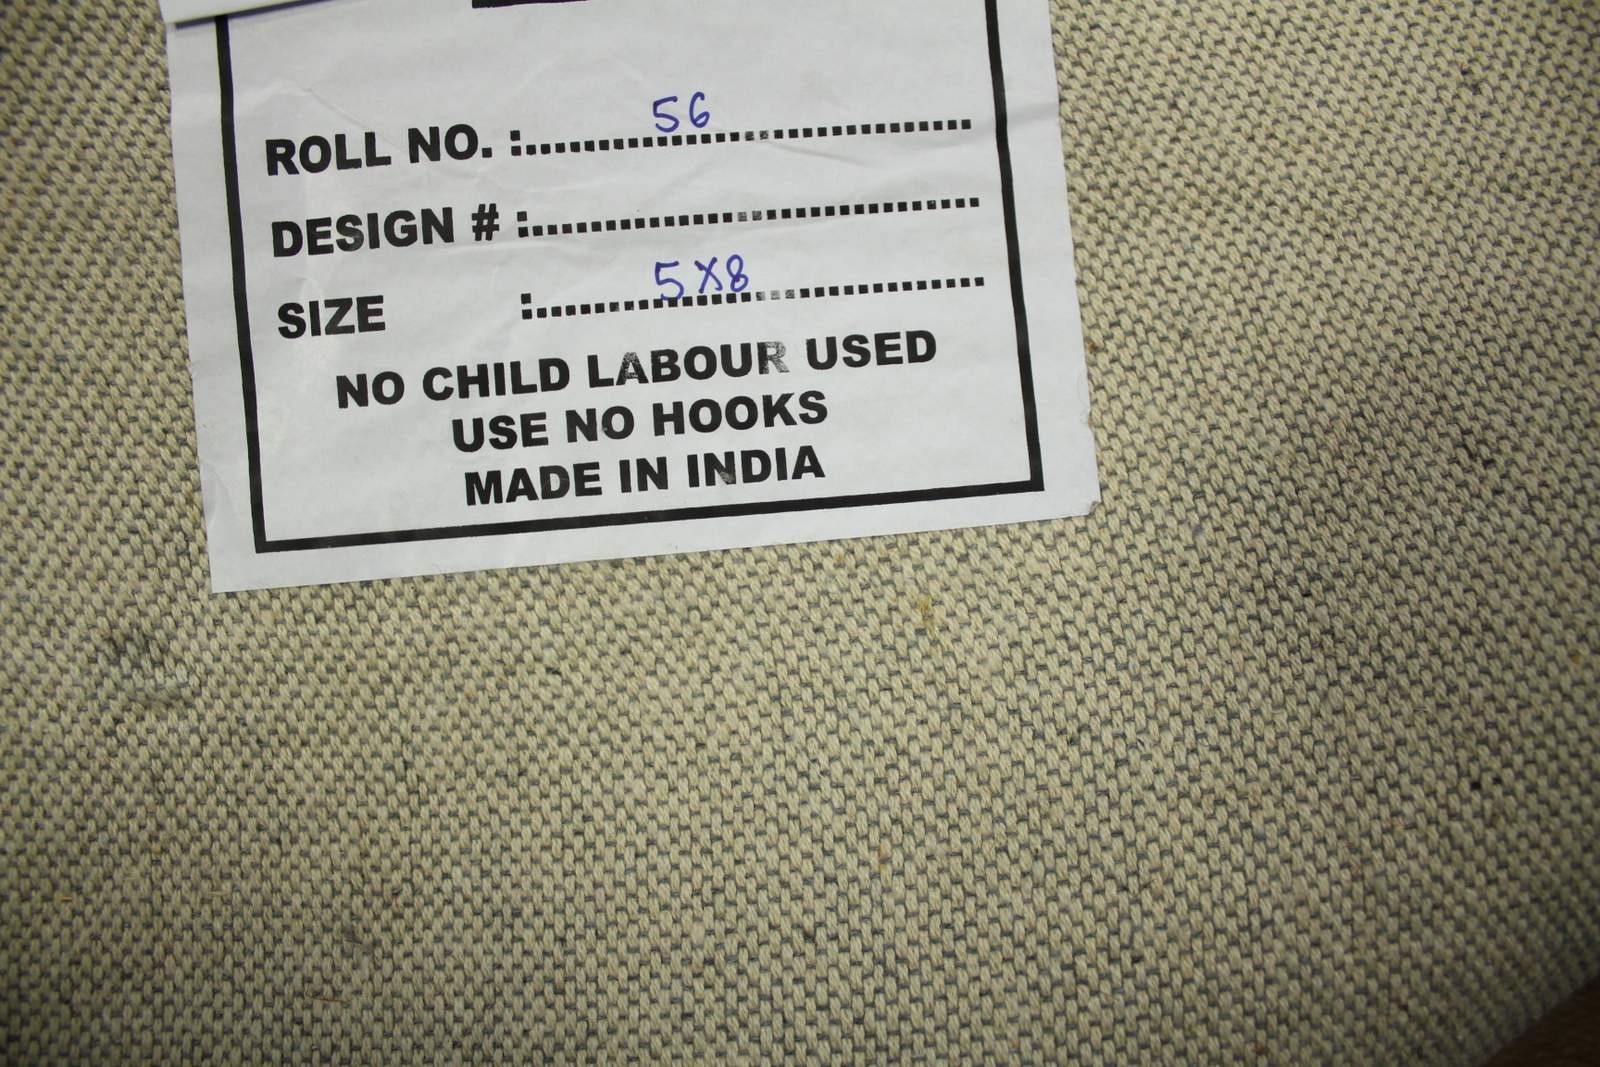 ROLL NO. :.............56.............
DESIGN # :..........................
SIZE :.............5X8.............
NO CHILD LABOUR USED
USE NO HOOKS
MADE IN INDIA